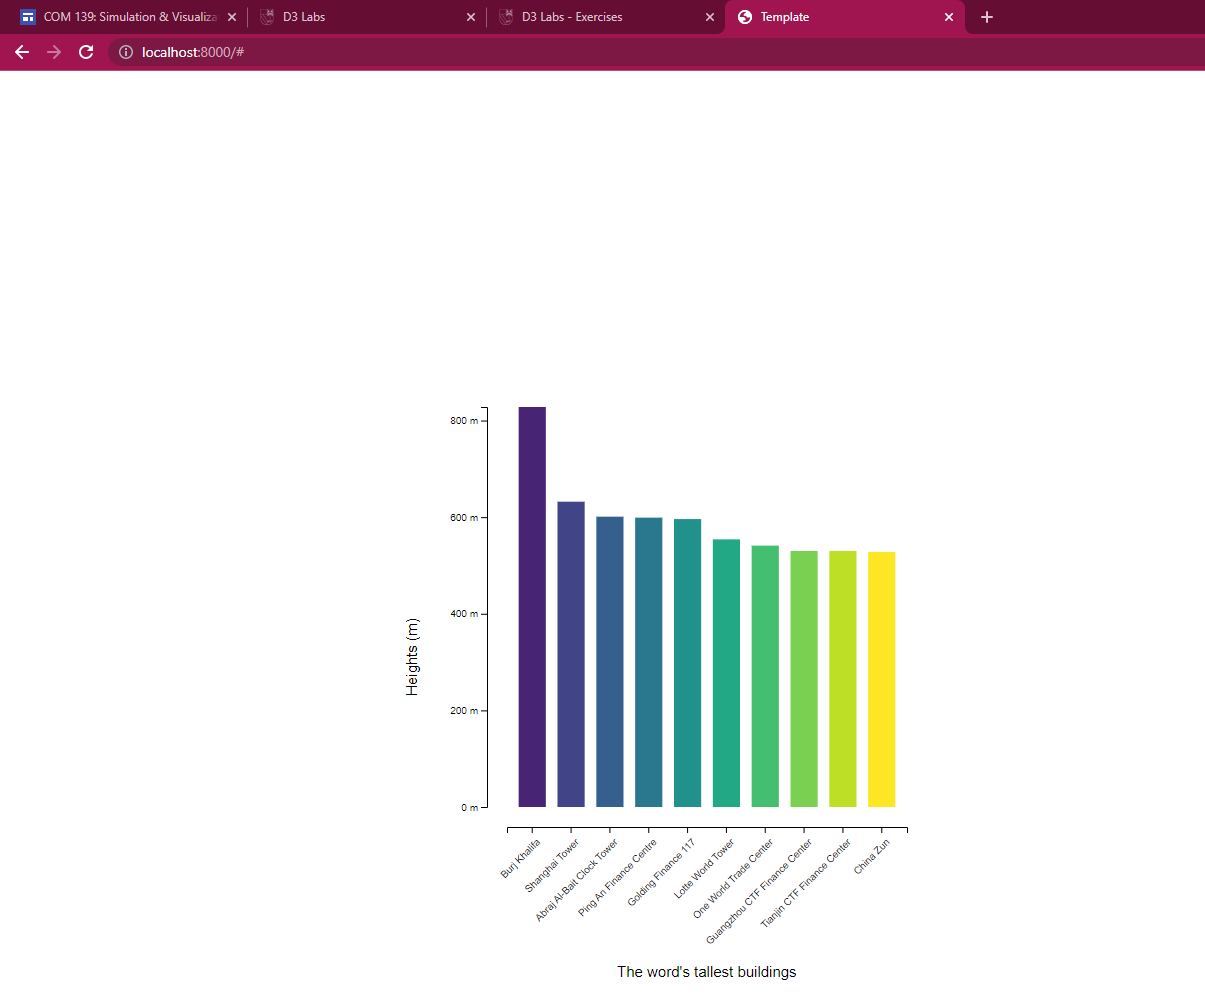 COM 139: Simulation & Visualiza
D3 Labs
D3 Labs - Exercises
Template
localhost:8000/#
800 m
600 m
400 m
200 m
0 m
Heights (m)
Burj Khalifa
Shanghai Tower
Abraj Al-Bait Clock Tower
Ping An Finance Centre
Golding Finance 117
Lotte World Tower
One World Trade Center
Guangzhou CTF Finance Center
Tianjin CTF Finance Center
China Zun
The word's tallest buildings